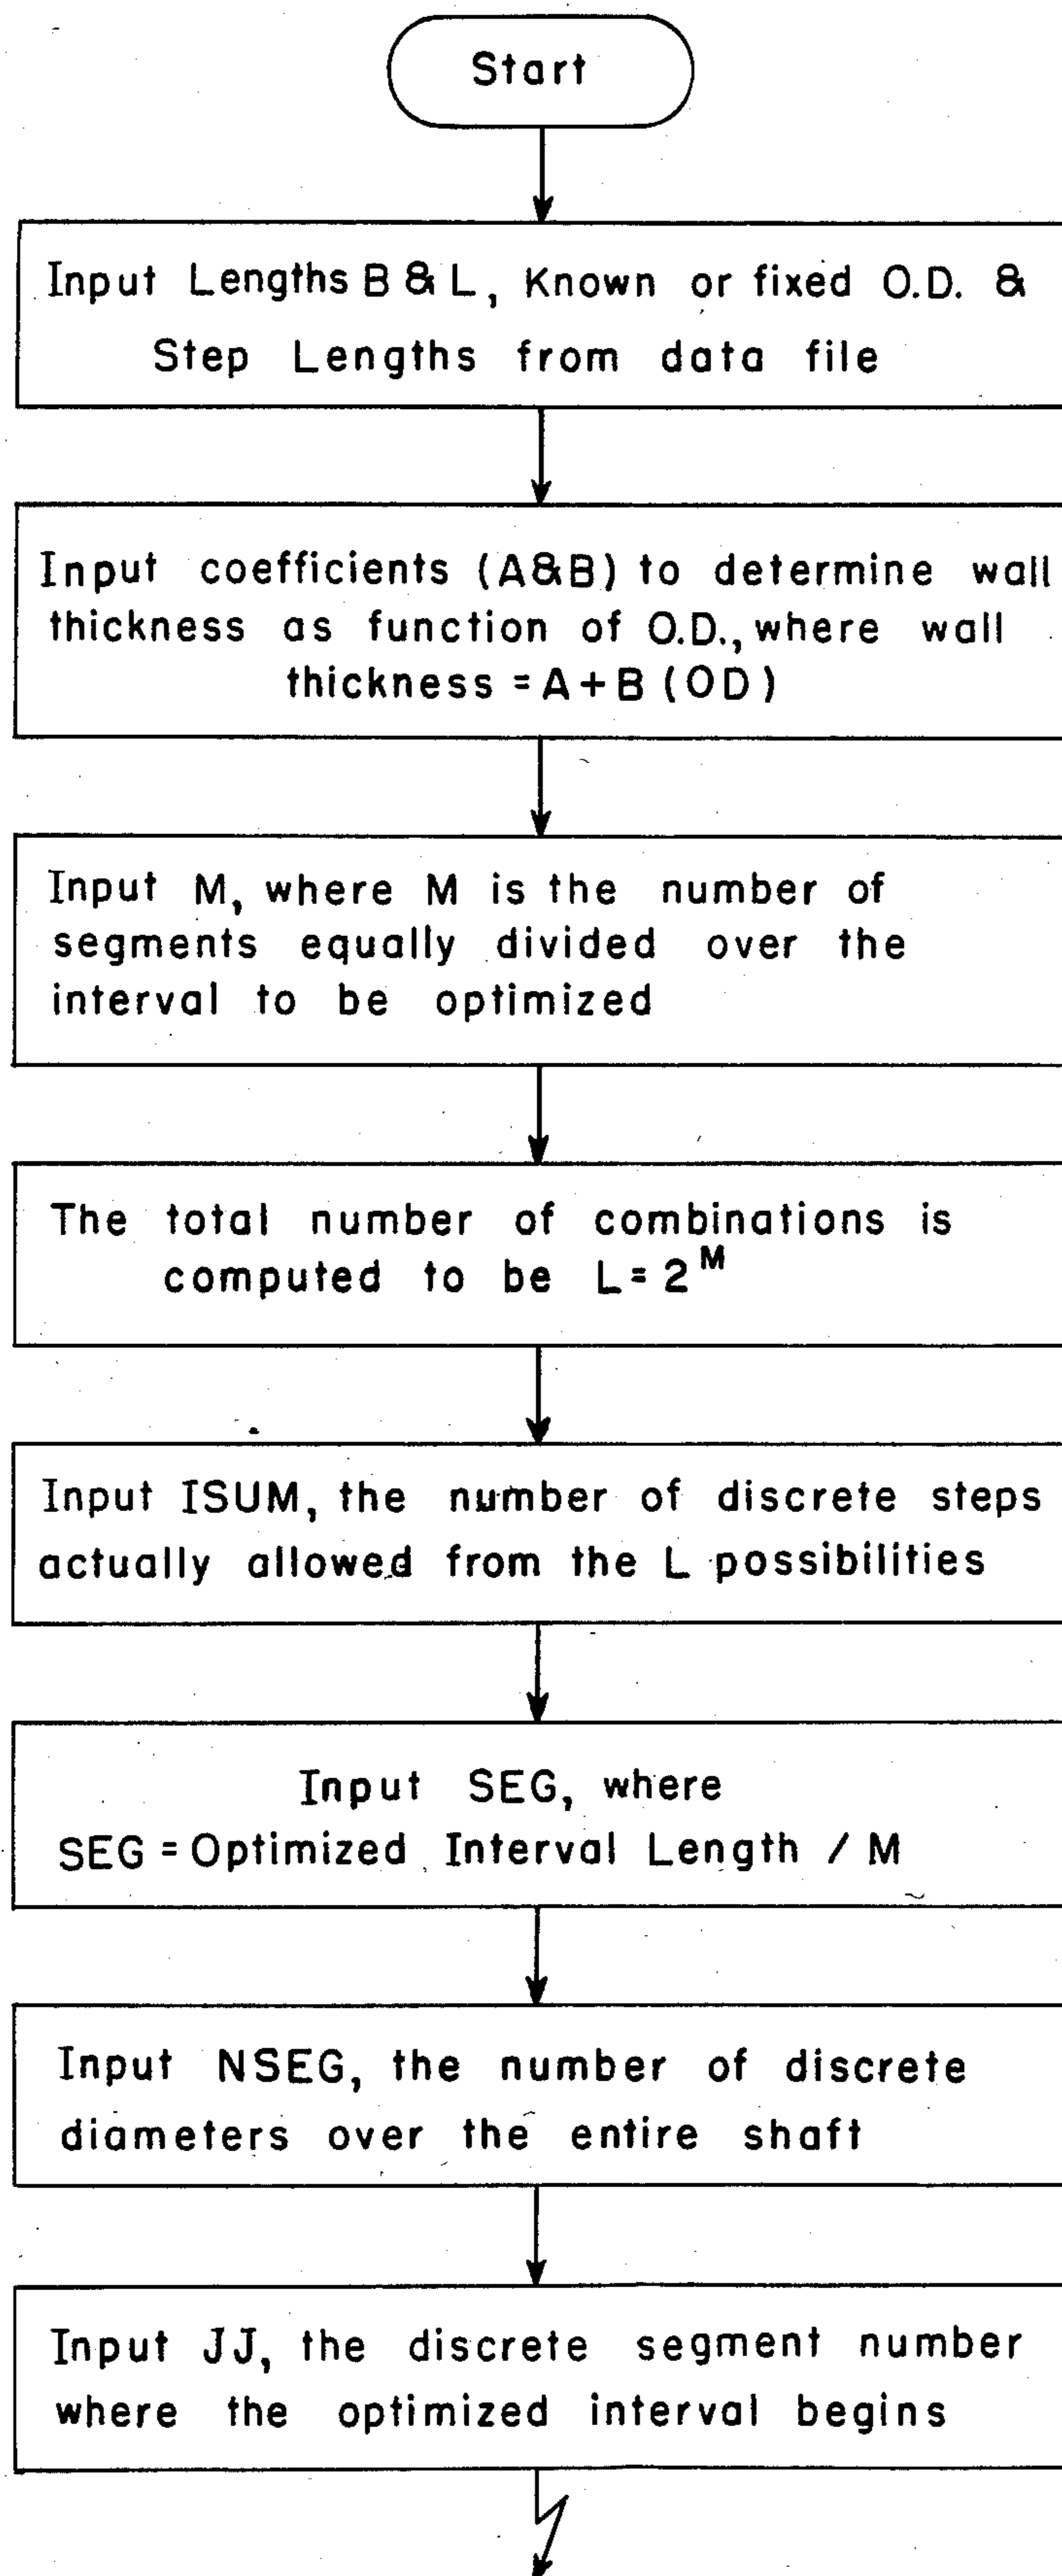 Start
Input Lengths B & L, Known or fixed O.D. &
Step Lengths from data file
Input coefficients (A&B) to determine wall
thickness as function of O.D., where wall
thickness = A + B (OD)
Input M, where M is the number of
segments equally divided over the
interval to be optimized
The total number of combinations is
computed to be L = 2^M
Input ISUM, the number of discrete steps
actually allowed from the L possibilities
Input SEG, where
SEG = Optimized Interval Length / M
Input NSEG, the number of discrete
diameters over the entire shaft
Input JJ, the discrete segment number
where the optimized interval begins